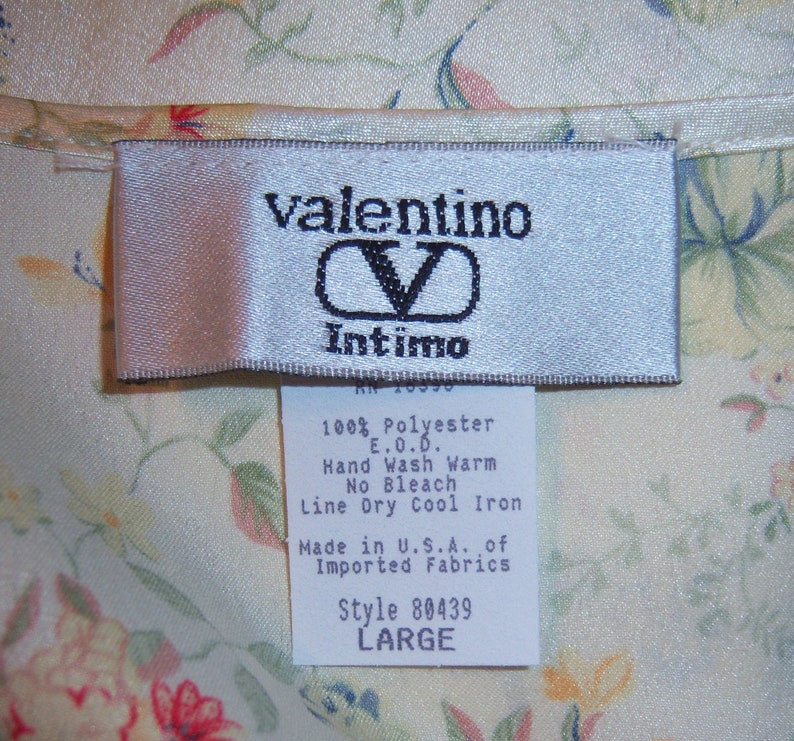 valentino
V
Intimo
RN
100% Polyester
E.O.D.
Hand Wash Warm
No Bleach
Line Dry Cool Iron
Made in U.S.A. of
Imported Fabrics
Style 80439
LARGE